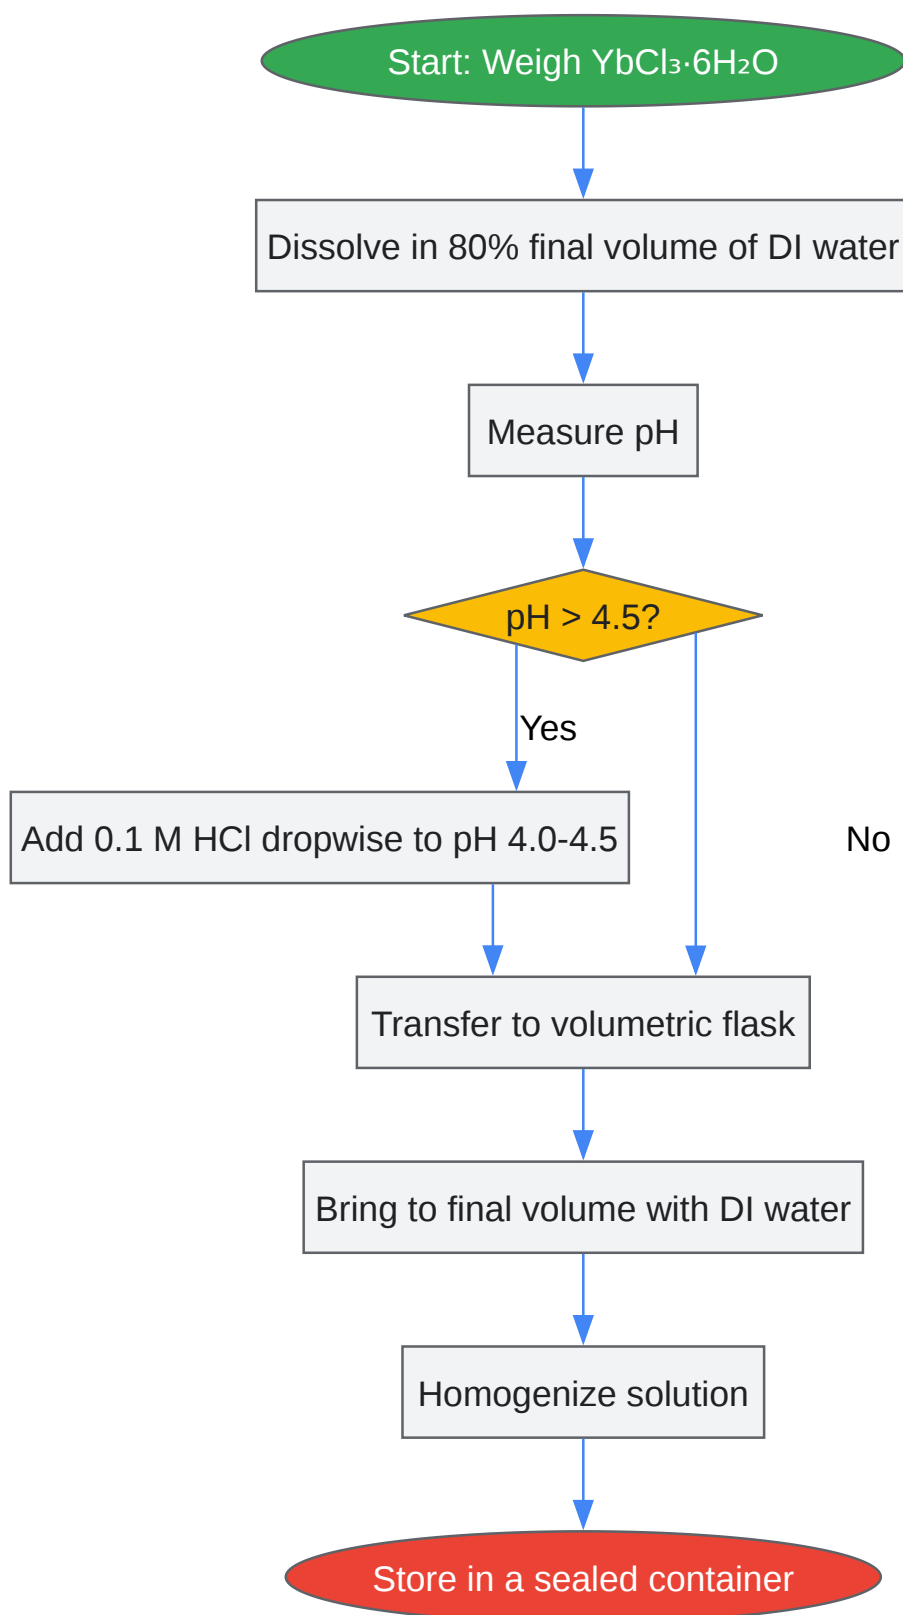 Start: Weigh YbCl₃·6H₂O
Dissolve in 80% final volume of DI water
Measure pH
pH > 4.5?
Yes
Add 0.1 M HCl dropwise to pH 4.0-4.5
No
Transfer to volumetric flask
Bring to final volume with DI water
Homogenize solution
Store in a sealed container